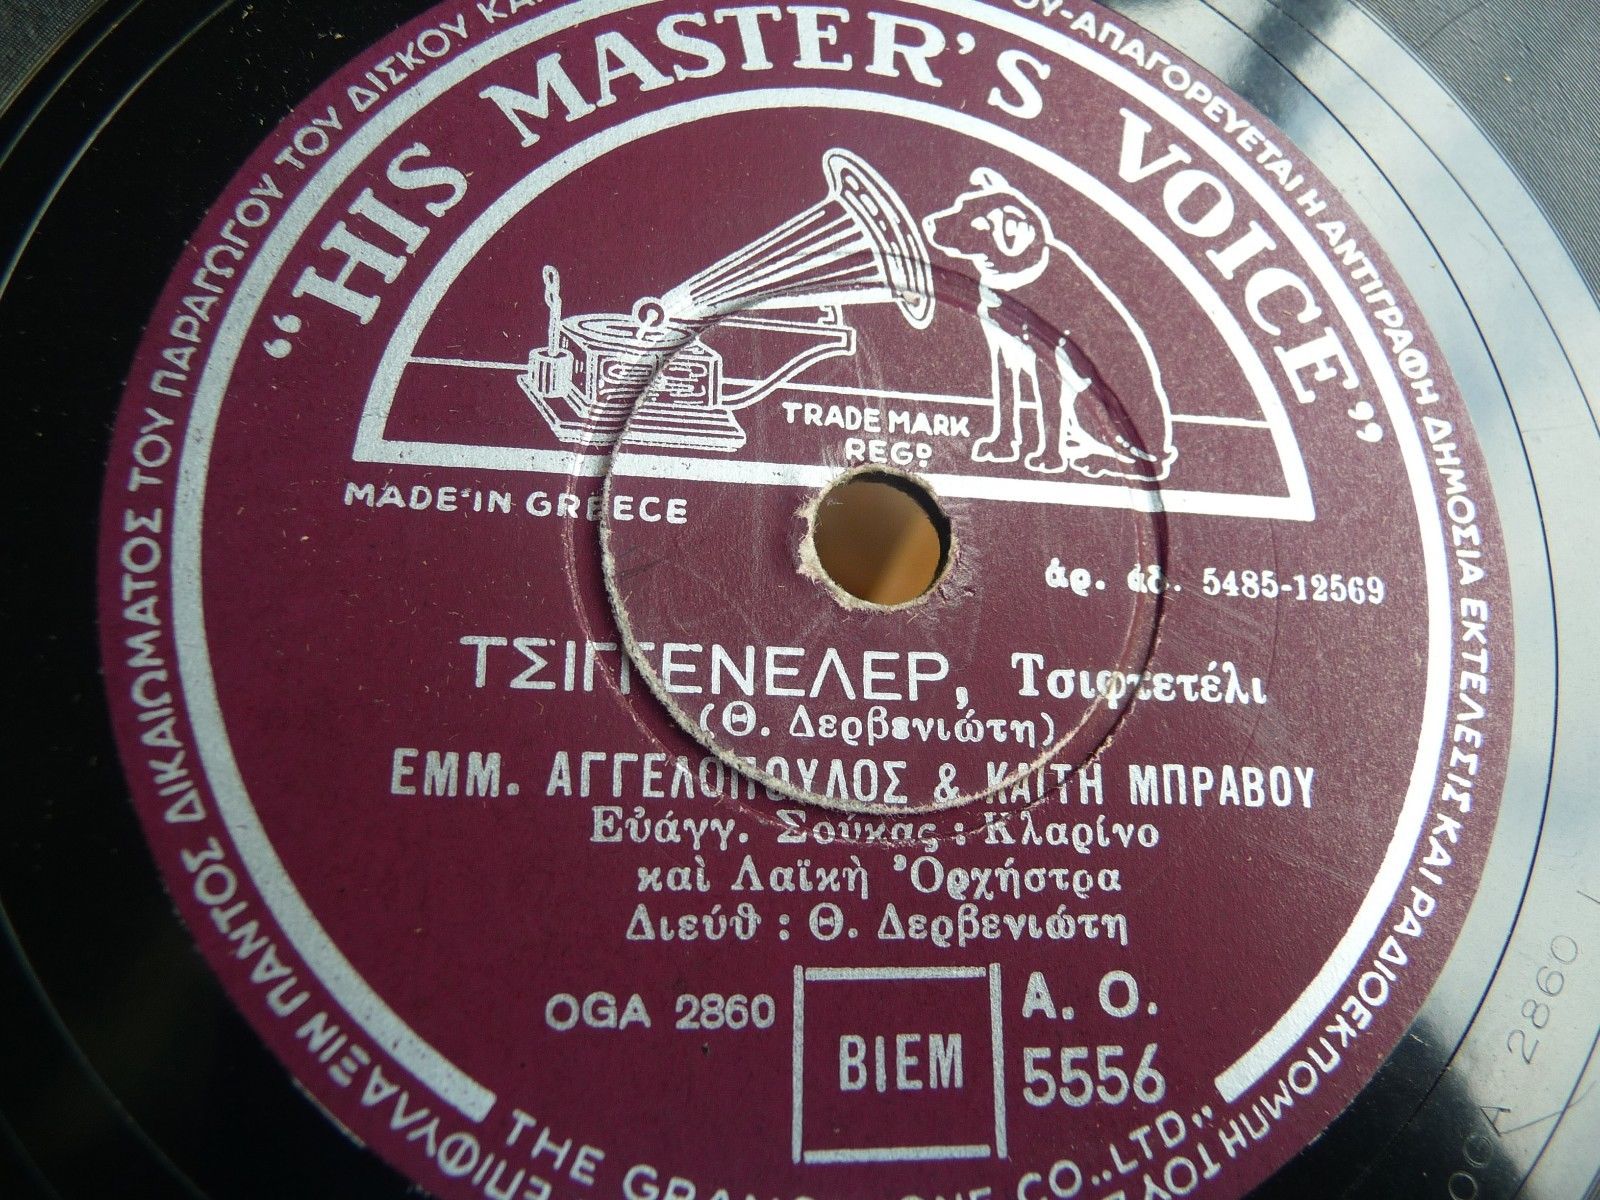 “HIS MASTER'S VOICE”
ΕΠΙΦΥΛΑΞΙΝ ΠΑΝΤΟΣ ΔΙΚΑΙΩΜΑΤΟΣ ΤΟΥ ΠΑΡΑΓΩΓΟΥ ΤΟΥ ΔΙΣΚΟΥ
ΑΠΑΓΟΡΕΥΕΤΑΙ Η ΑΝΤΙΓΡΑΦΗ ΔΗΜΟΣΙΑ ΕΚΤΕΛΕΣΙΣ ΚΑΙ ΡΑΔΙΟΕΚΠΟΜΠΗ
TRADE MARK
REGD
MADE IN GREECE
ἀρ. ἀδ. 5485-12569
ΤΣΙΓΓΕΝΕΛΕΡ, Τσιφτετέλι
(Θ. Δερβενιώτη)
ΕΜΜ. ΑΓΓΕΛΟΠΟΥΛΟΣ & ΚΑΙΤΗ ΜΠΡΑΒΟΥ
Εὐάγγ. Σούκας : Κλαρίνο
καὶ Λαϊκὴ Ὀρχήστρα
Διεύθ : Θ. Δερβενιώτη
OGA 2860
BIEM
A. O.
5556
THE CO., LTD.,
2860